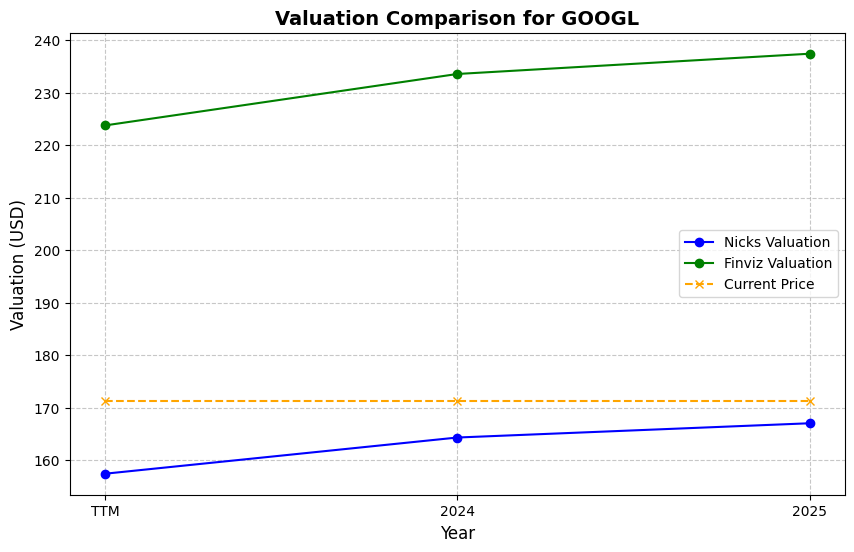 Valuation Comparison for GOOGL
240
230
220
210
200
190
180
170
160
Valuation (USD)
Nicks Valuation
Finviz Valuation
Current Price
TTM
2024
2025
Year